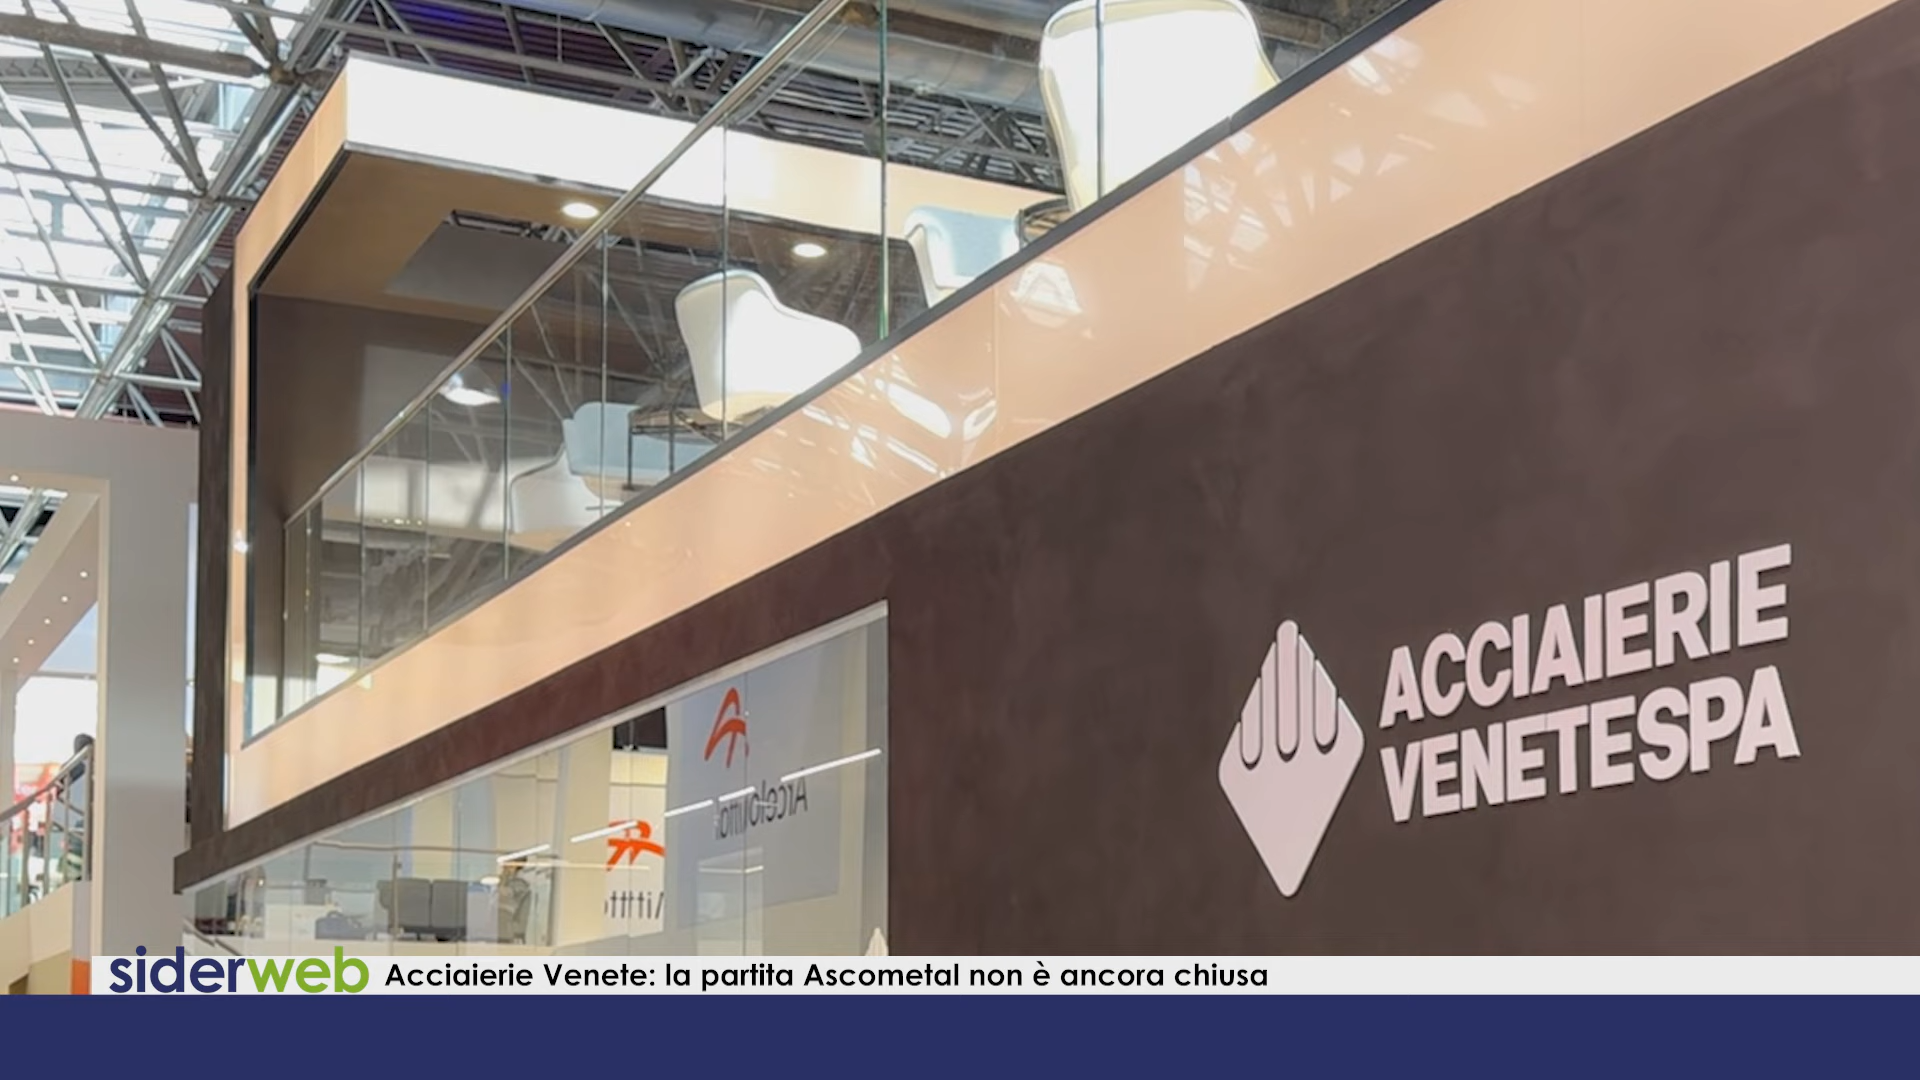 ACCIAIERIE
VENETESPA
siderweb Acciaierie Venete: la partita Ascometal non è ancora chiusa